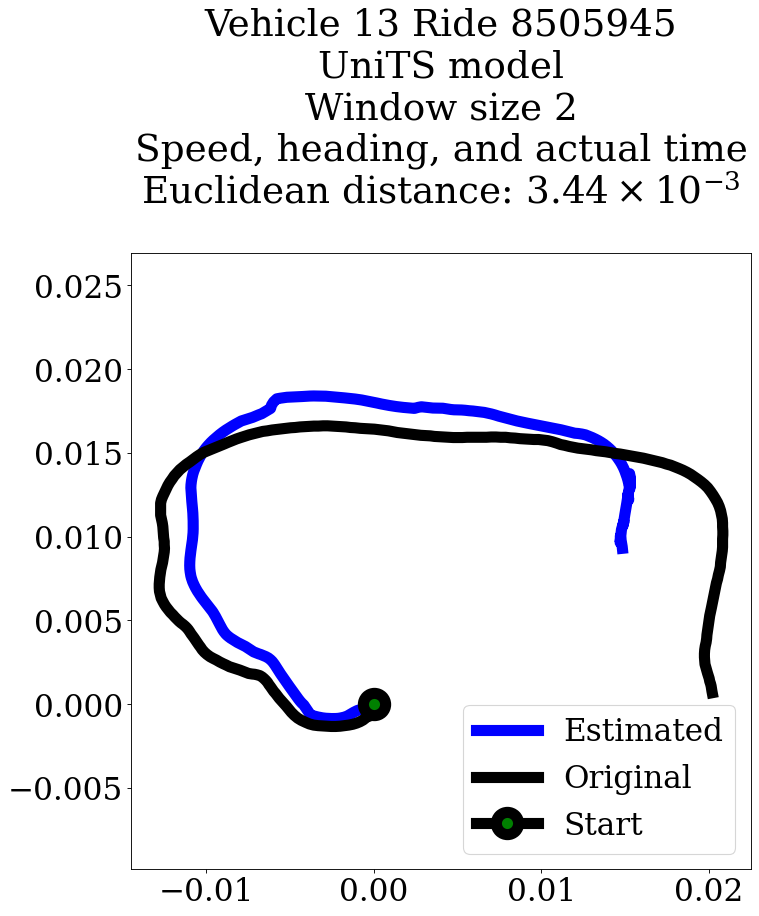 Vehicle 13 Ride 8505945
UniTS model
Window size 2
Speed, heading, and actual time
Euclidean distance: 3.44 × 10⁻³
0.025
0.020
0.015
0.010
0.005
0.000
−0.005
−0.01 0.00 0.01 0.02
Estimated
Original
Start